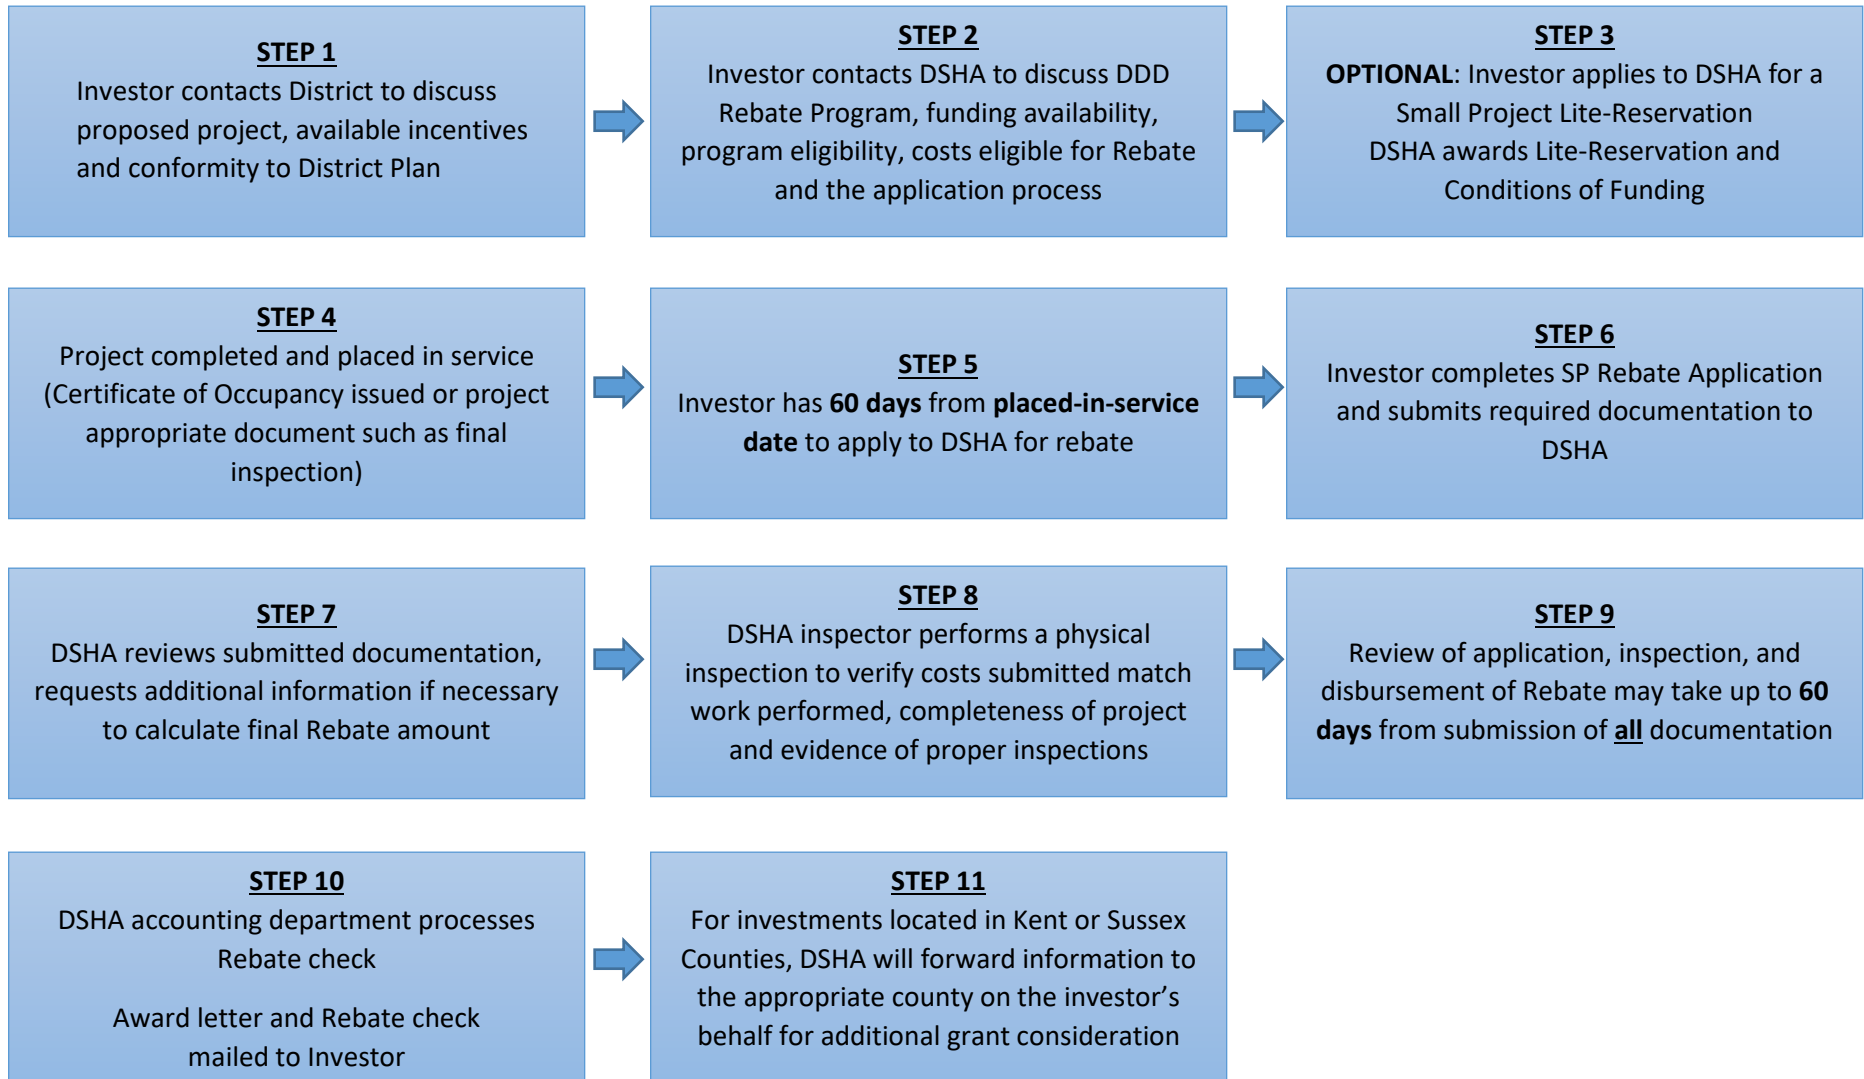 STEP 1
Investor contacts District to discuss
proposed project, available incentives
and conformity to District Plan
STEP 2
Investor contacts DSHA to discuss DDD
Rebate Program, funding availability,
program eligibility, costs eligible for Rebate
and the application process
STEP 3
OPTIONAL: Investor applies to DSHA for a
Small Project Lite-Reservation
DSHA awards Lite-Reservation and
Conditions of Funding
STEP 4
Project completed and placed in service
(Certificate of Occupancy issued or project
appropriate document such as final
inspection)
STEP 5
Investor has 60 days from placed-in-service
date to apply to DSHA for rebate
STEP 6
Investor completes SP Rebate Application
and submits required documentation to
DSHA
STEP 7
DSHA reviews submitted documentation,
requests additional information if necessary
to calculate final Rebate amount
STEP 8
DSHA inspector performs a physical
inspection to verify costs submitted match
work performed, completeness of project
and evidence of proper inspections
STEP 9
Review of application, inspection, and
disbursement of Rebate may take up to 60
days from submission of all documentation
STEP 10
DSHA accounting department processes
Rebate check
Award letter and Rebate check
mailed to Investor
STEP 11
For investments located in Kent or Sussex
Counties, DSHA will forward information to
the appropriate county on the investor’s
behalf for additional grant consideration